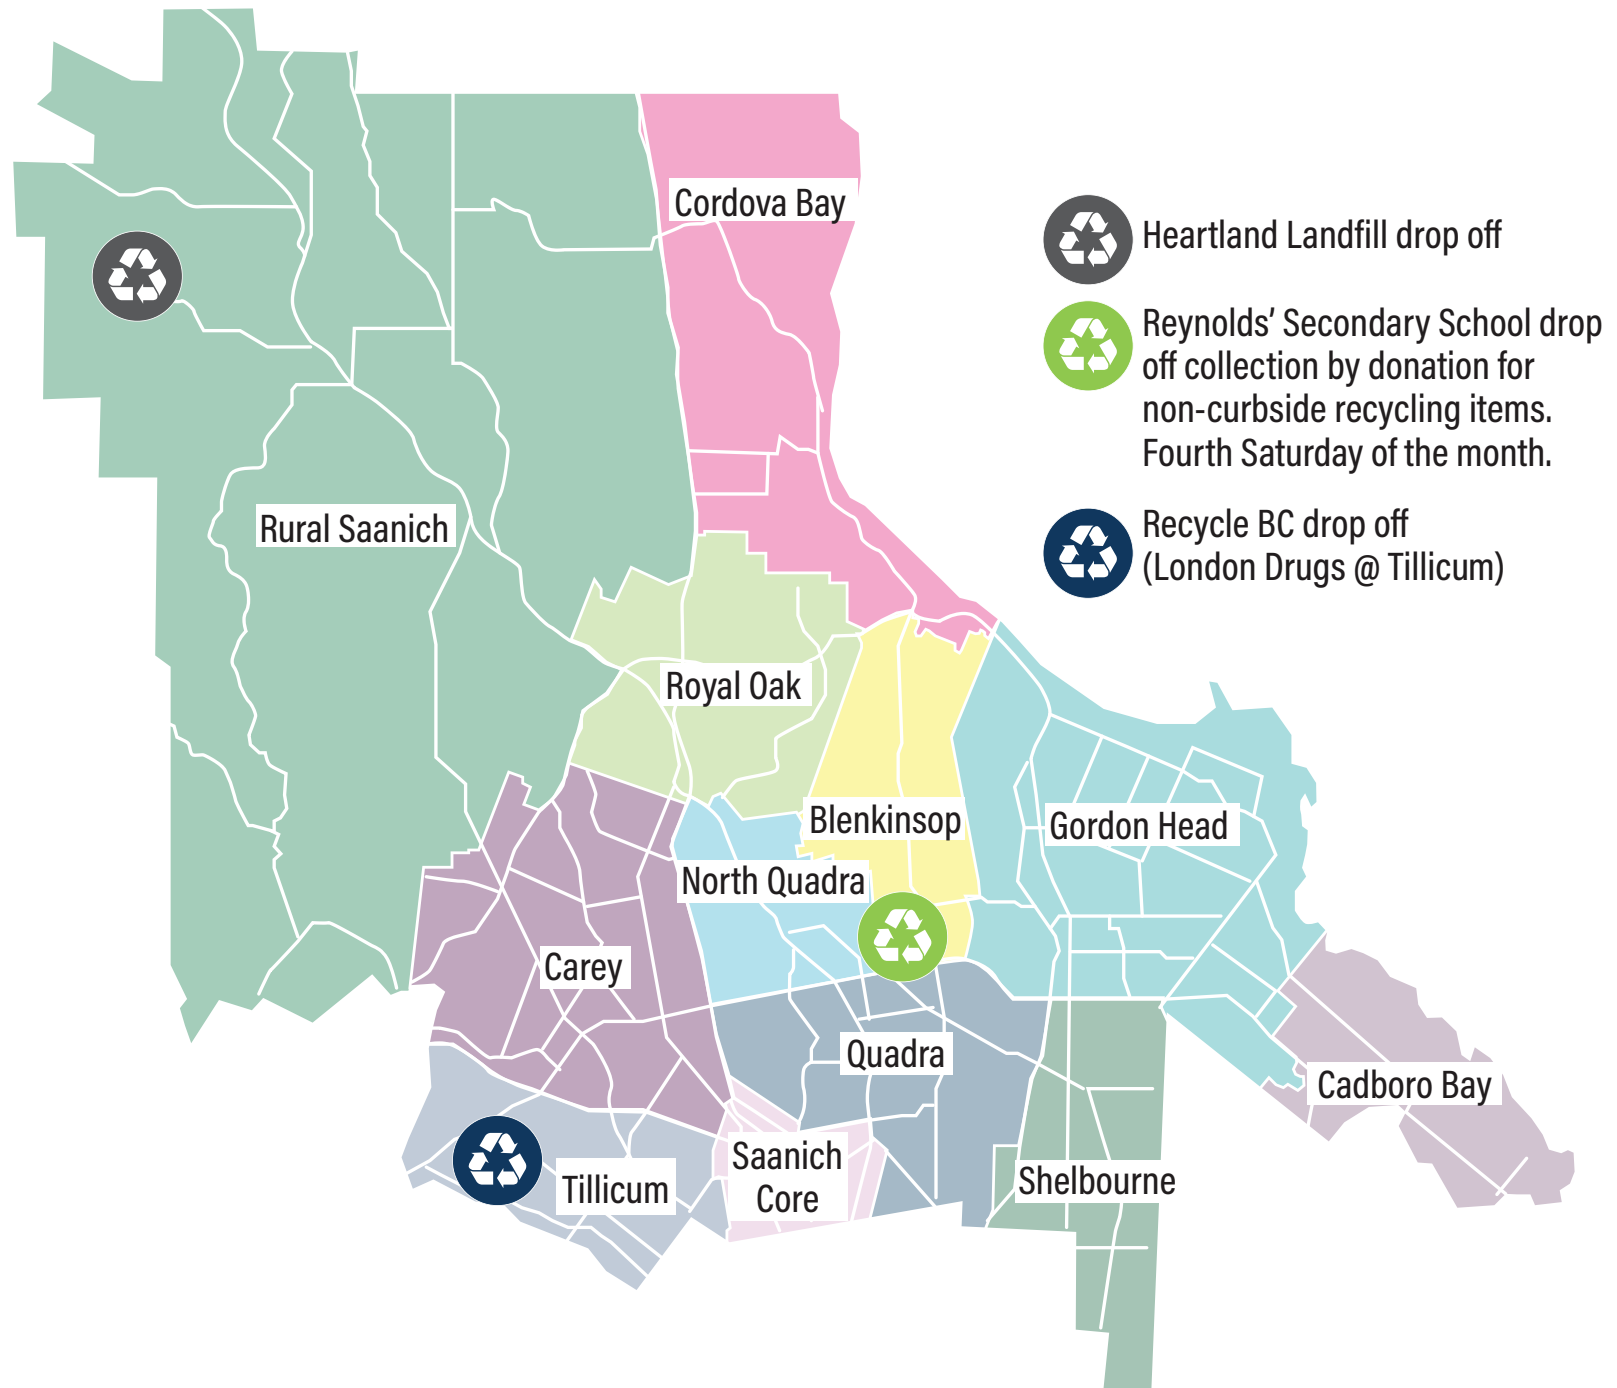 Cordova Bay
Heartland Landfill drop off
Reynolds’ Secondary School drop
off collection by donation for
non-curbside recycling items.
Fourth Saturday of the month.
Recycle BC drop off
(London Drugs @ Tillicum)
Rural Saanich
Royal Oak
Blenkinsop
Gordon Head
North Quadra
Carey
Quadra
Cadboro Bay
Saanich
Core
Tillicum
Shelbourne